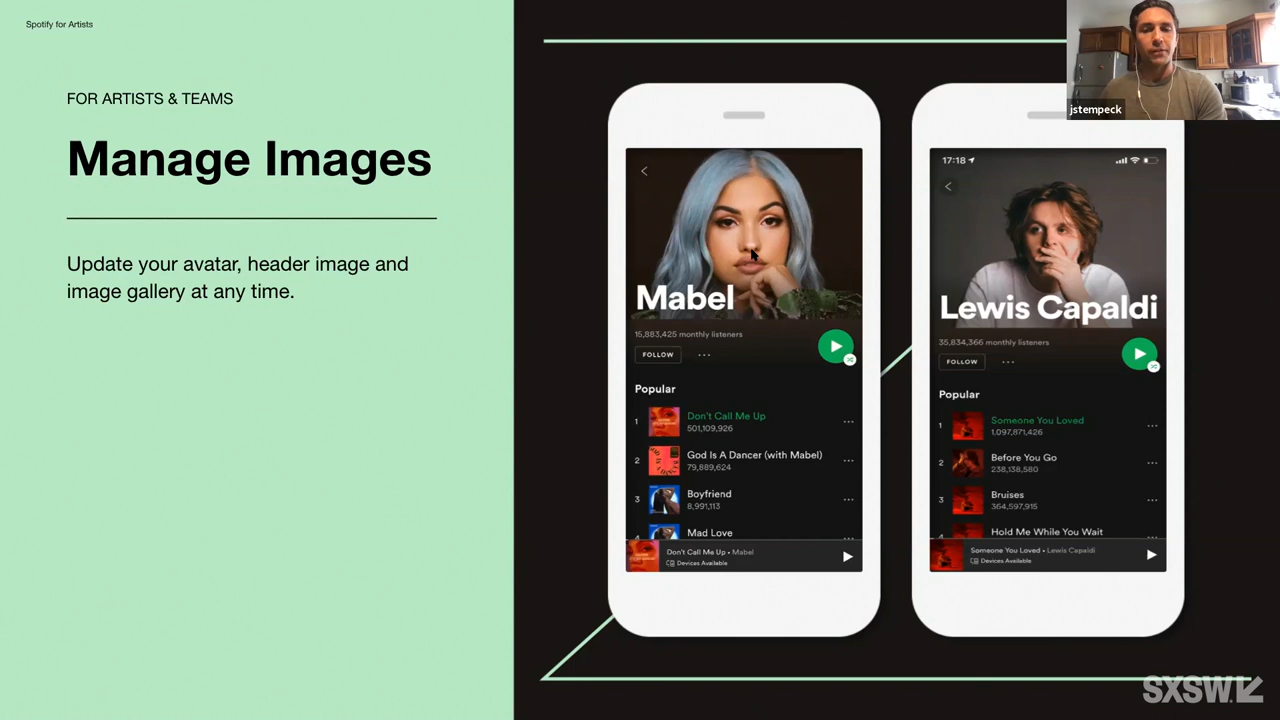 Spotify for Artists
FOR ARTISTS & TEAMS
Manage Images
Update your avatar, header image and
image gallery at any time.
Mabel
15,883,425 monthly listeners
FOLLOW
Popular
1
Don't Call Me Up
501,109,926
2
God Is A Dancer (with Mabel)
79,889,624
3
Boyfriend
8,991,113
Mad Love
Don't Call Me Up • Mabel
Devices Available
17:18
Lewis Capaldi
35,834,366 monthly listeners
FOLLOW
Popular
1
Someone You Loved
1,097,871,426
2
Before You Go
238,138,580
3
Bruises
364,597,915
Hold Me While You Wait
Someone You Loved • Lewis Capaldi
Devices Available
jstempeck
SXSW